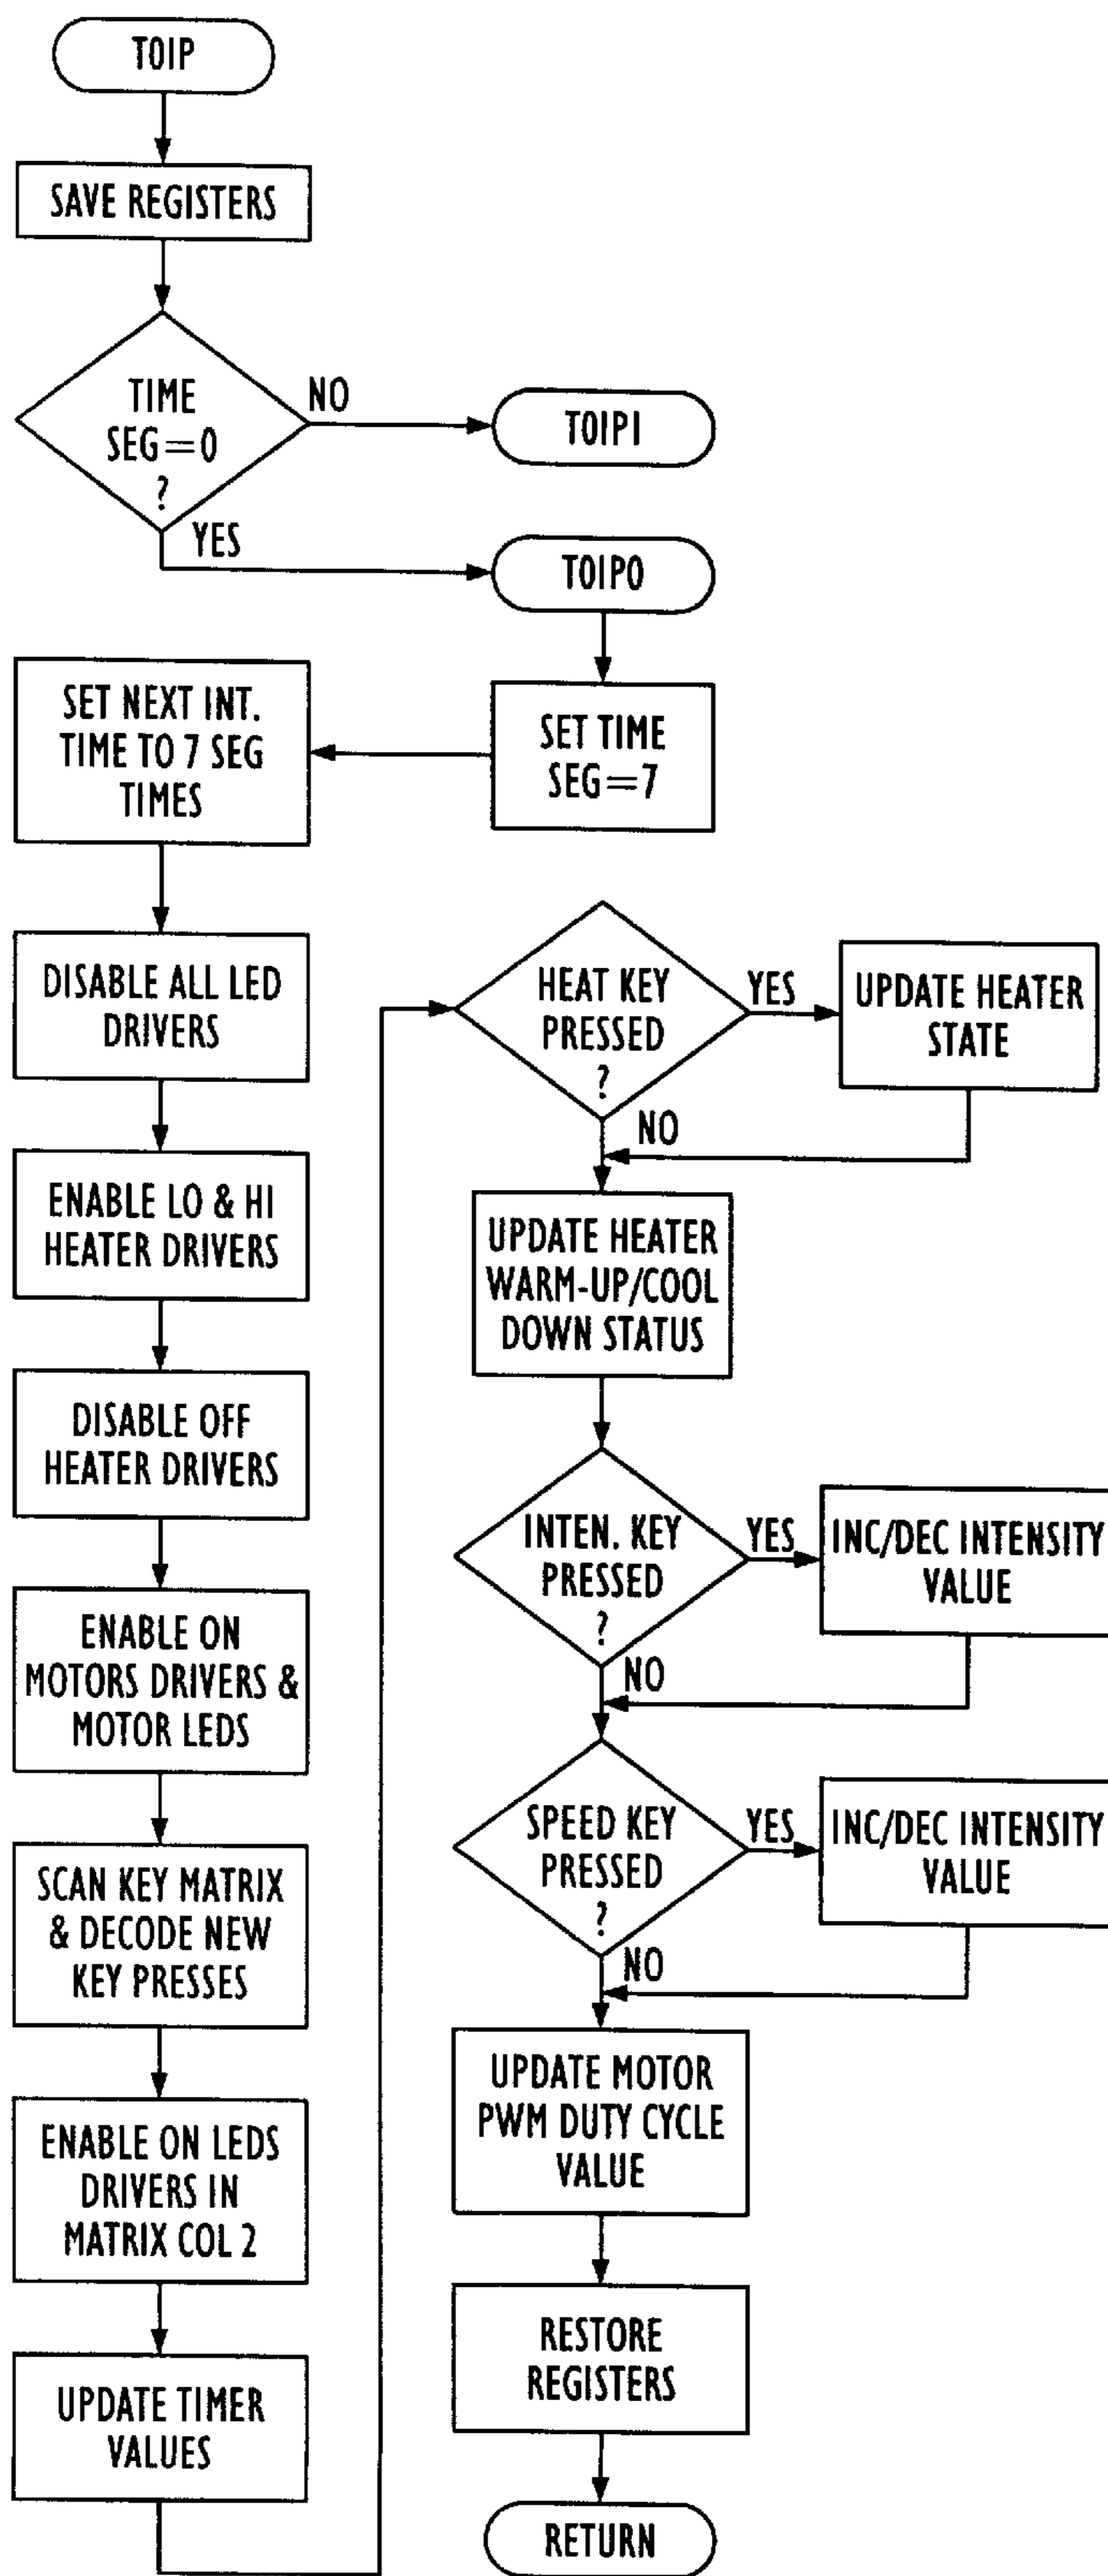 TOIP
SAVE REGISTERS
TIME
SEG=0
?
NO
TOIP1
YES
TOIP0
SET TIME
SEG=7
SET NEXT INT.
TIME TO 7 SEG
TIMES
DISABLE ALL LED
DRIVERS
ENABLE LO & HI
HEATER DRIVERS
DISABLE OFF
HEATER DRIVERS
ENABLE ON
MOTORS DRIVERS &
MOTOR LEDS
SCAN KEY MATRIX
& DECODE NEW
KEY PRESSES
ENABLE ON LEDS
DRIVERS IN
MATRIX COL 2
UPDATE TIMER
VALUES
HEAT KEY
PRESSED
?
YES
UPDATE HEATER
STATE
NO
UPDATE HEATER
WARM-UP/COOL
DOWN STATUS
INTEN. KEY
PRESSED
?
YES
INC/DEC INTENSITY
VALUE
NO
SPEED KEY
PRESSED
?
YES
INC/DEC INTENSITY
VALUE
NO
UPDATE MOTOR
PWM DUTY CYCLE
VALUE
RESTORE
REGISTERS
RETURN